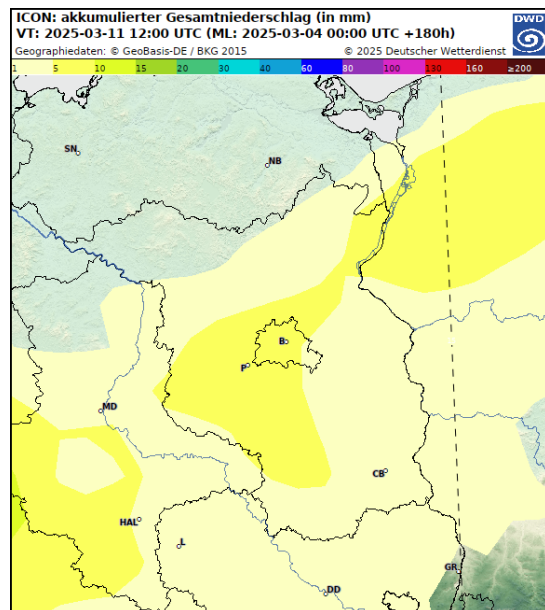 ICON: akkumulierter Gesamtniederschlag (in mm)
VT: 2025-03-11 12:00 UTC (ML: 2025-03-04 00:00 UTC +180h)
Geographiedaten: © GeoBasis-DE / BKG 2015 © 2025 Deutscher Wetterdienst
DWD
1 5 10 15 20 30 40 60 80 100 130 160 ≥200
SN
NB
B
P
MD
CB
HAL
L
GR
DD